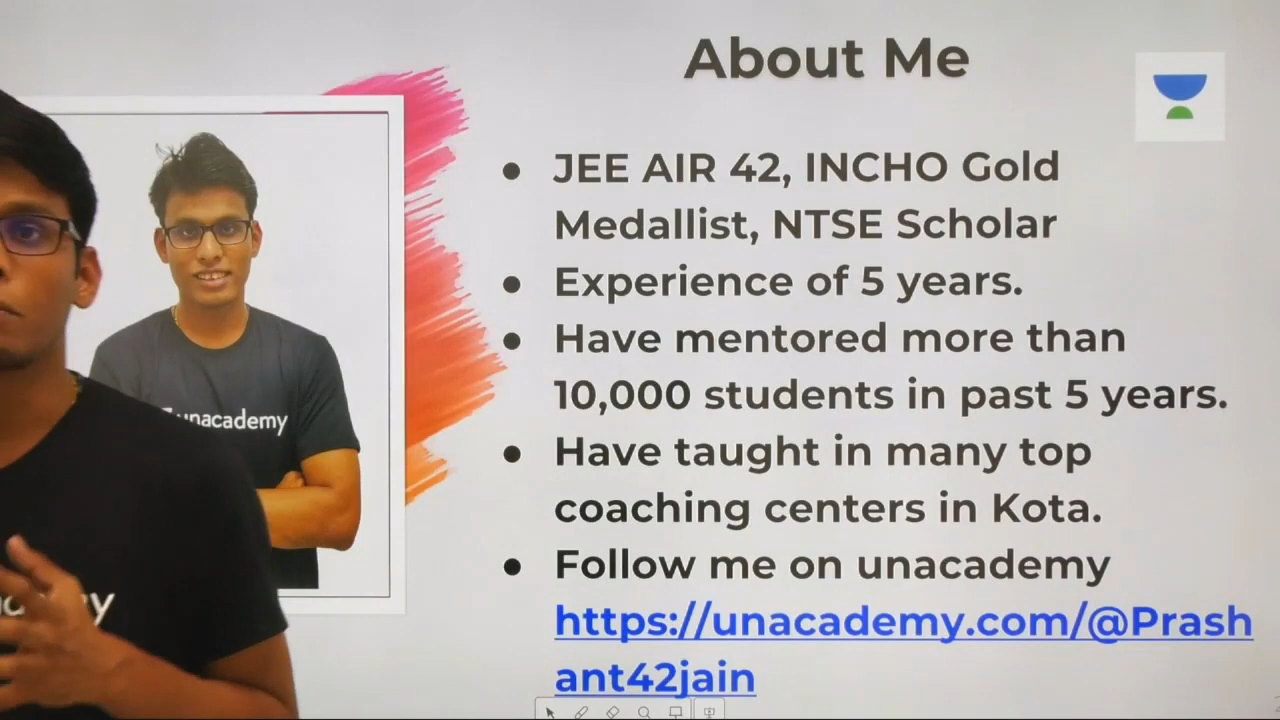 About Me
● JEE AIR 42, INCHO Gold
Medallist, NTSE Scholar
● Experience of 5 years.
● Have mentored more than
10,000 students in past 5 years.
● Have taught in many top
coaching centers in Kota.
● Follow me on unacademy
https://unacademy.com/@Prash
ant42jain
unacademy